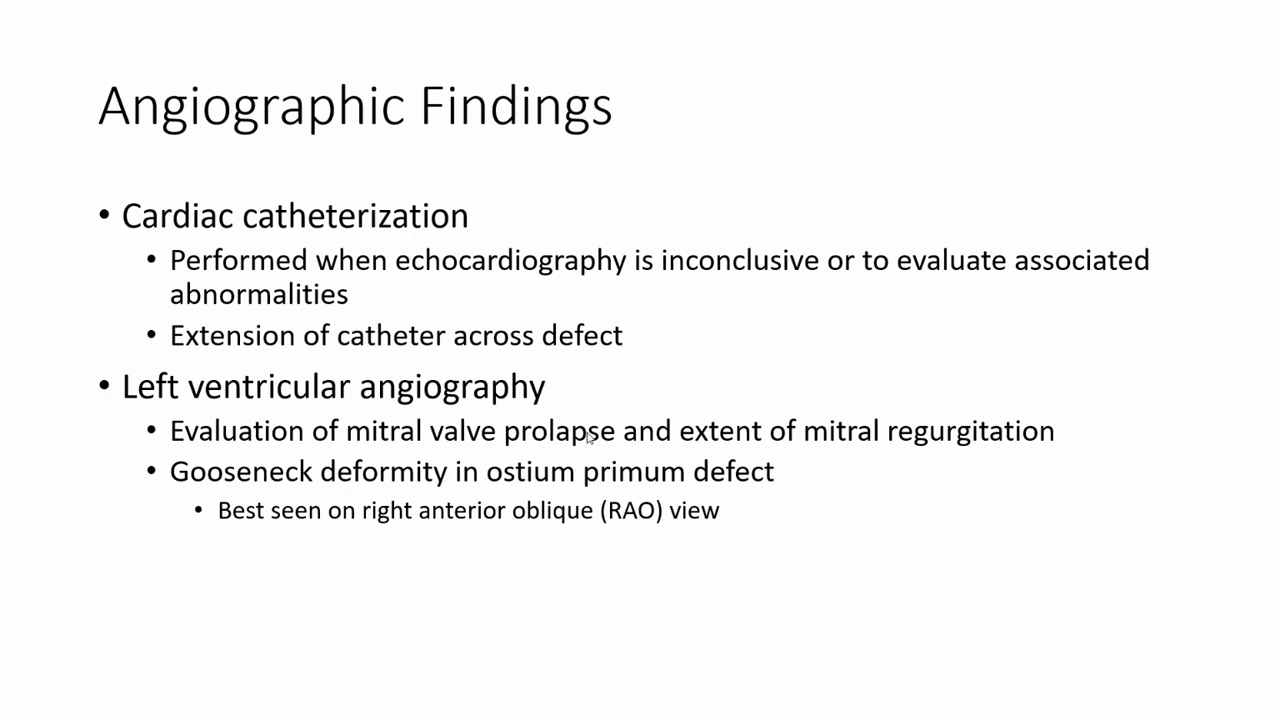 Angiographic Findings
• Cardiac catheterization
• Performed when echocardiography is inconclusive or to evaluate associated
abnormalities
• Extension of catheter across defect
• Left ventricular angiography
• Evaluation of mitral valve prolapse and extent of mitral regurgitation
• Gooseneck deformity in ostium primum defect
• Best seen on right anterior oblique (RAO) view